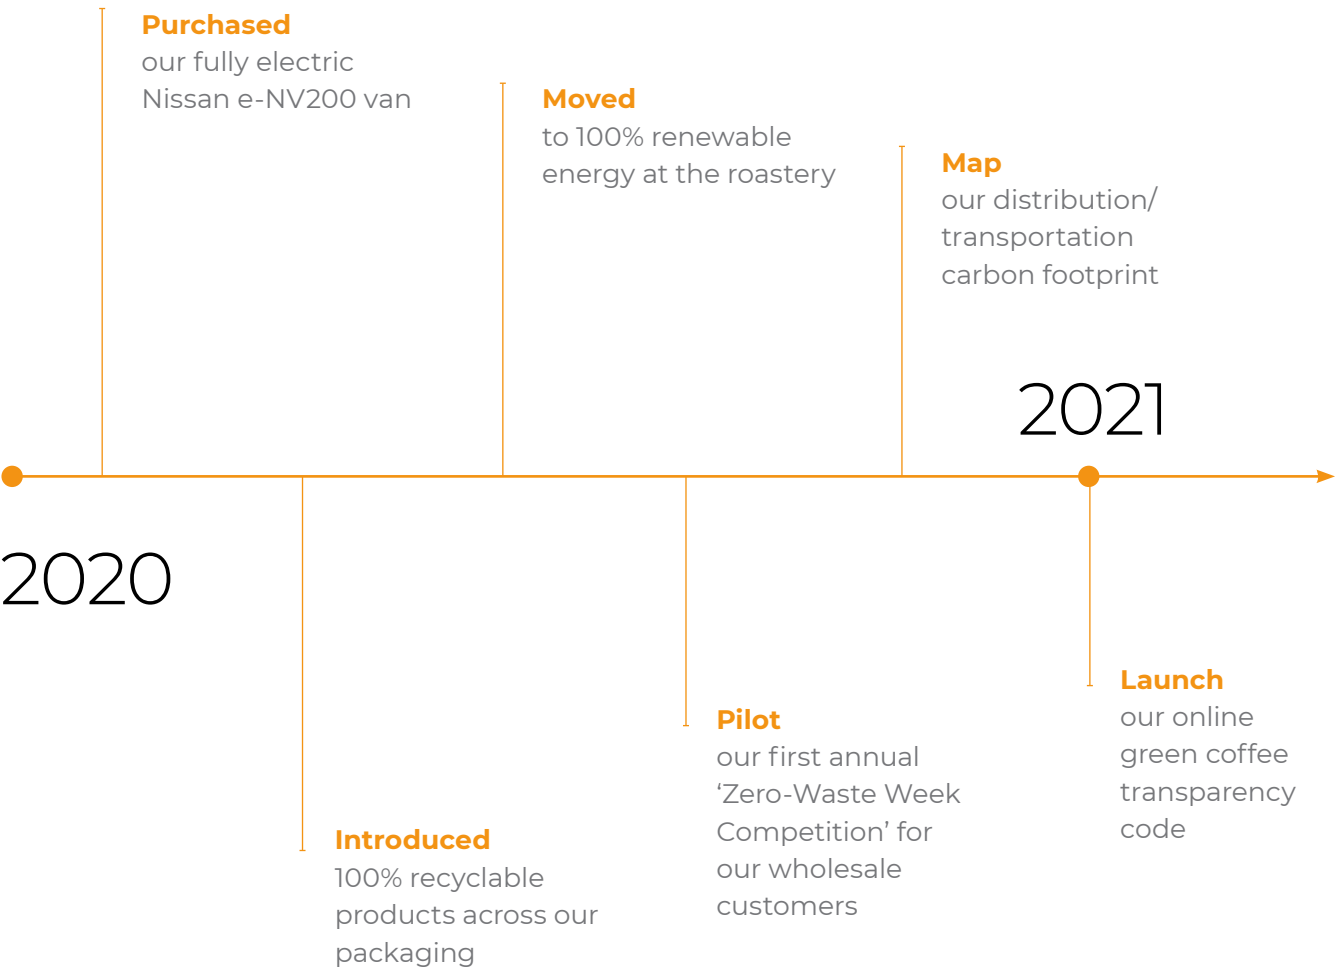 Purchased
our fully electric
Nissan e-NV200 van
Moved
to 100% renewable
energy at the roastery
Map
our distribution/
transportation
carbon footprint
2021
2020
Introduced
100% recyclable
products across our
packaging
Pilot
our first annual
‘Zero-Waste Week
Competition’ for
our wholesale
customers
Launch
our online
green coffee
transparency
code